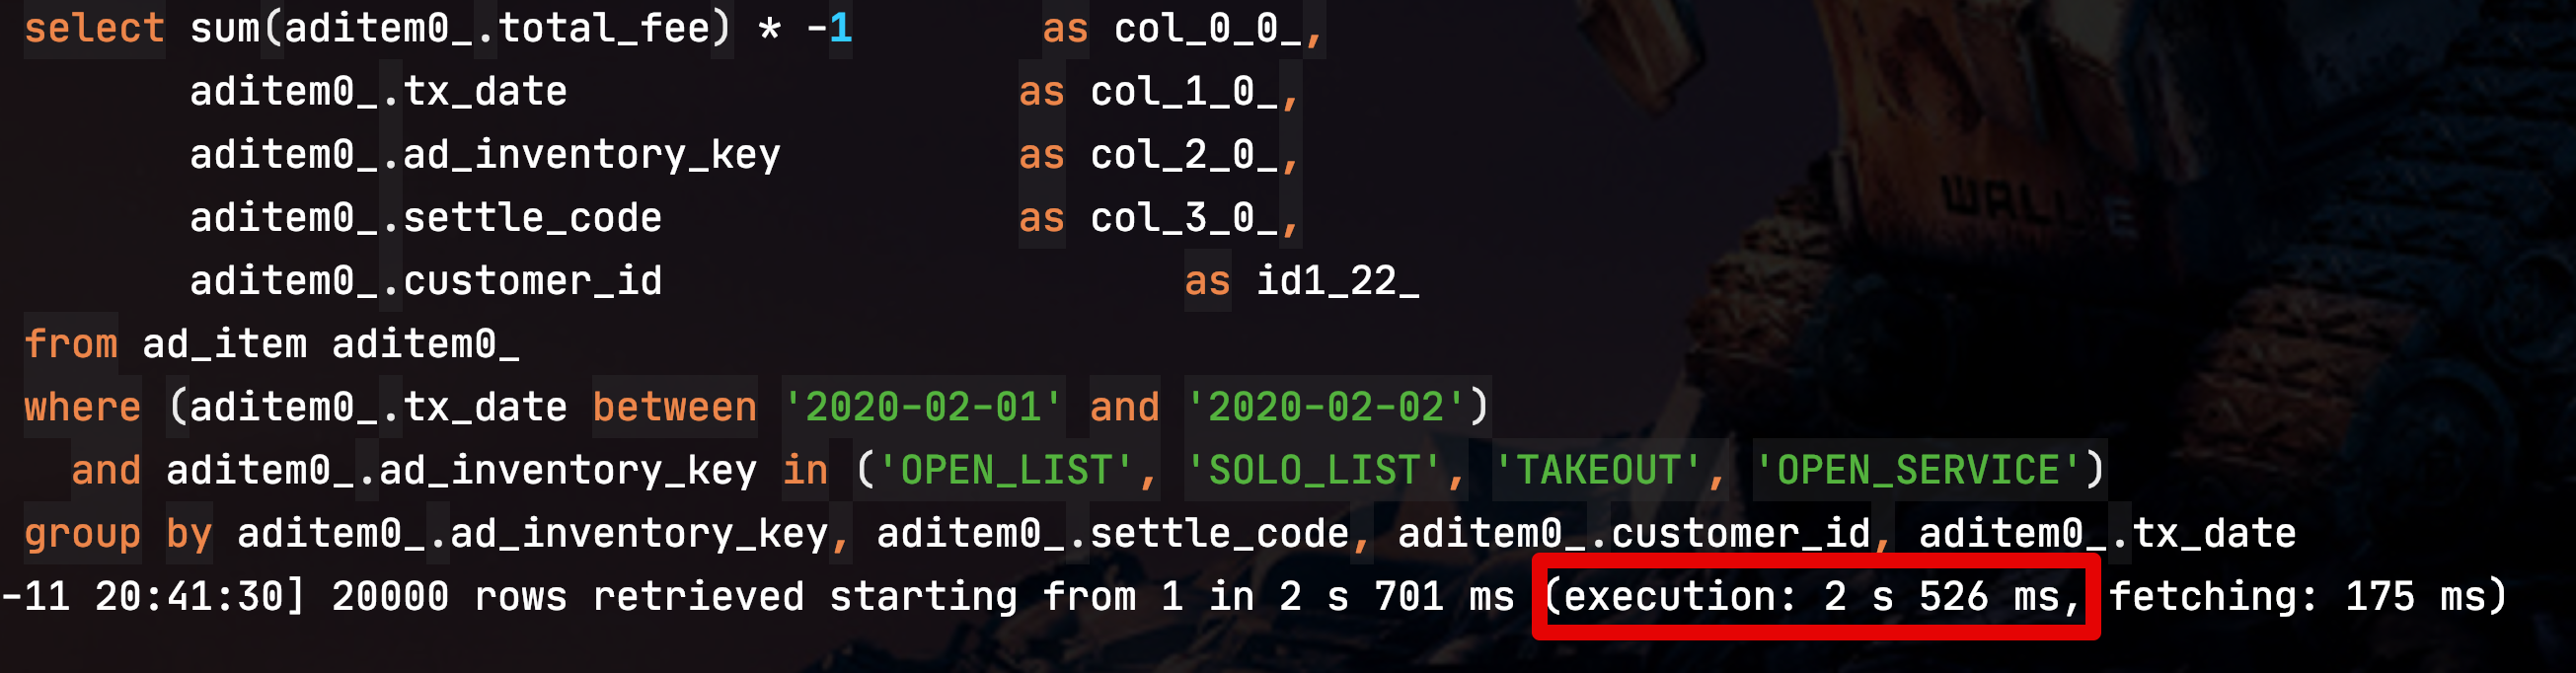 select sum(aditem0_.total_fee) * -1 as col_0_0_,
aditem0_.tx_date as col_1_0_,
aditem0_.ad_inventory_key as col_2_0_,
aditem0_.settle_code as col_3_0_,
aditem0_.customer_id as id1_22_
from ad_item aditem0_
where (aditem0_.tx_date between '2020-02-01' and '2020-02-02')
and aditem0_.ad_inventory_key in ('OPEN_LIST', 'SOLO_LIST', 'TAKEOUT', 'OPEN_SERVICE')
group by aditem0_.ad_inventory_key, aditem0_.settle_code, aditem0_.customer_id, aditem0_.tx_date
-11 20:41:30] 20000 rows retrieved starting from 1 in 2 s 701 ms (execution: 2 s 526 ms, fetching: 175 ms)
WALL E